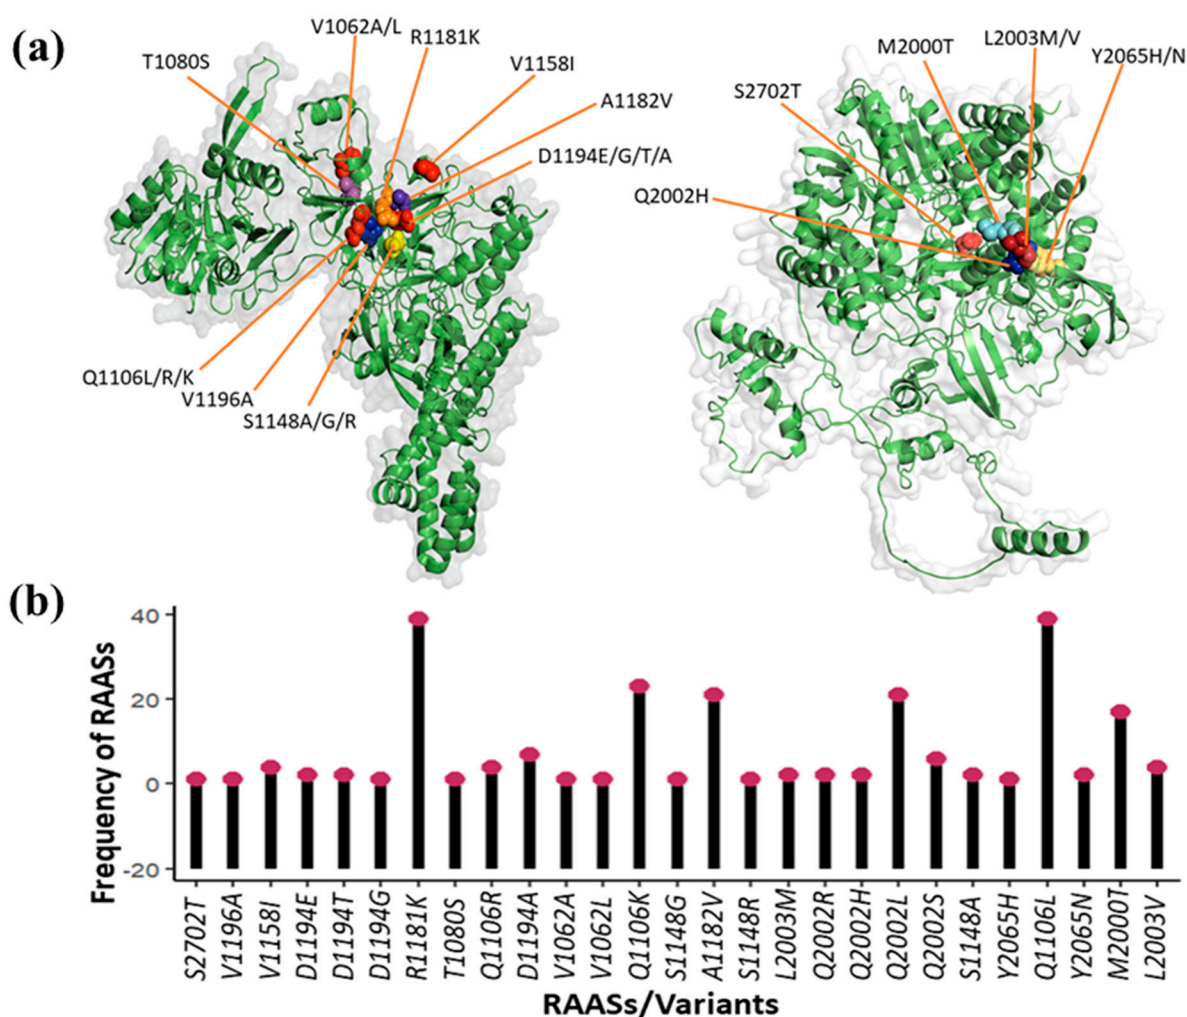 (a)
V1062A/L
R1181K
T1080S
V1158I
A1182V
D1194E/G/T/A
Q1106L/R/K
V1196A
S1148A/G/R
M2000T
L2003M/V
Y2065H/N
S2702T
Q2002H
(b)
Frequency of RAASs
40
20
0
-20
S2702T
V1196A
V1158I
D1194E
D1194T
D1194G
R1181K
T1080S
Q1106R
D1194A
V1062A
V1062L
Q1106K
S1148G
A1182V
S1148R
L2003M
Q2002R
Q2002H
Q2002L
Q2002S
S1148A
Y2065H
Q1106L
Y2065N
M2000T
L2003V
RAASs/Variants